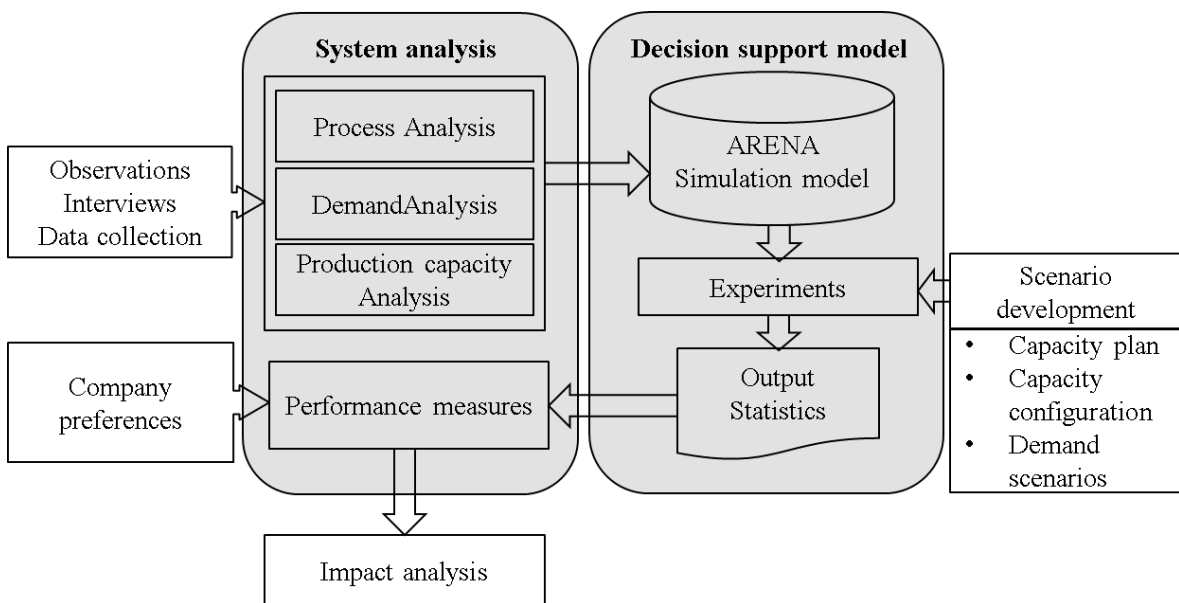 System analysis
Process Analysis
DemandAnalysis
Production capacity
Analysis
Performance measures
Observations
Interviews
Data collection
Company
preferences
Decision support model
ARENA
Simulation model
Experiments
Output
Statistics
Scenario
development
• Capacity plan
• Capacity
configuration
• Demand
scenarios
Impact analysis